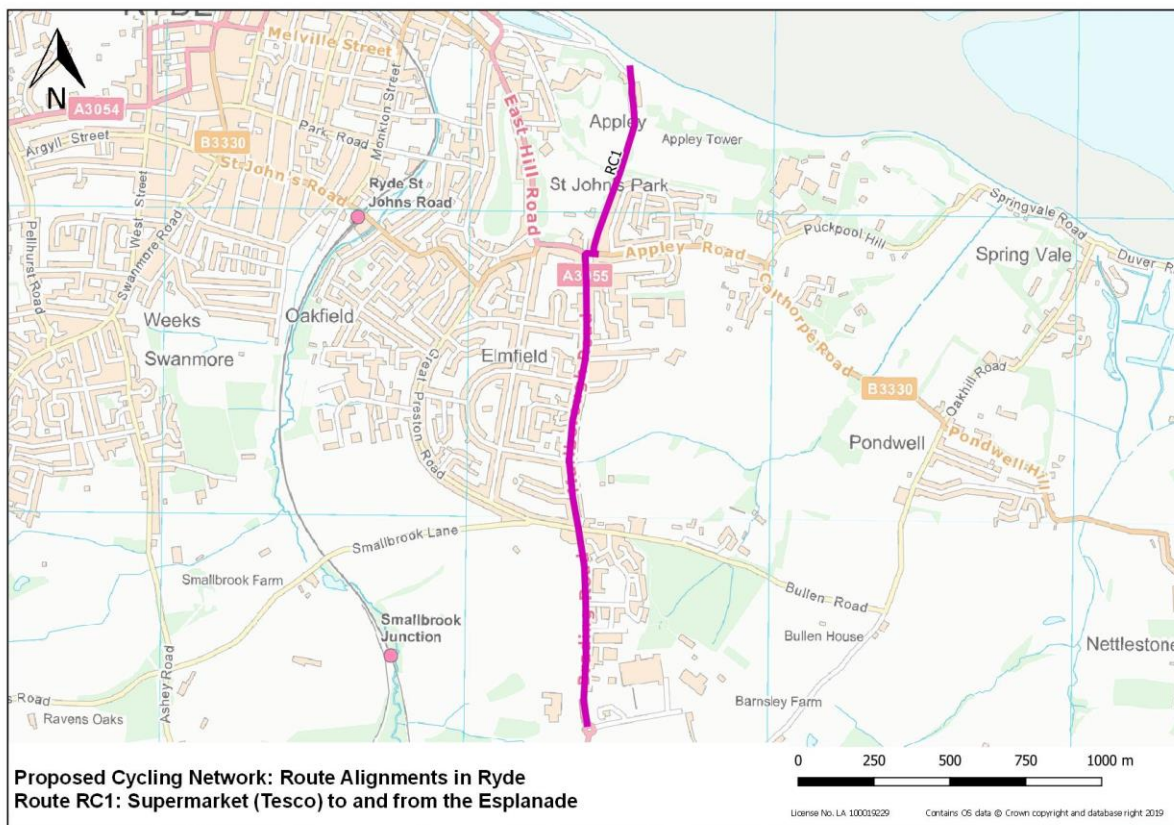 Melville Street
N
A3054
Argyll Street
Park Road
Monkton Street
B3330
St John's Road
East Hill Road
Appley
Appley Tower
RC1
St John's Park
Ryde St
Johns Road
West Street
Swanmore Road
Pellhurst Road
Springvale Road
Puckpool Hill
Spring Vale
Duver
A3055
Appley Road
Calthorpe Road
Weeks
Oakfield
Swanmore
Elmfield
Great Preston Road
B3330
Oakhill Road
Pondwell
Pondwell Hill
Smallbrook Lane
Smallbrook Farm
Smallbrook
Junction
Bullen Road
Bullen House
Nettlestone
Ashey Road
s Road
Ravens Oaks
Barnsley Farm
Proposed Cycling Network: Route Alignments in Ryde
Route RC1: Supermarket (Tesco) to and from the Esplanade
0 250 500 750 1000 m
License No. LA 100019229 Contains OS data © Crown copyright and database right 2019